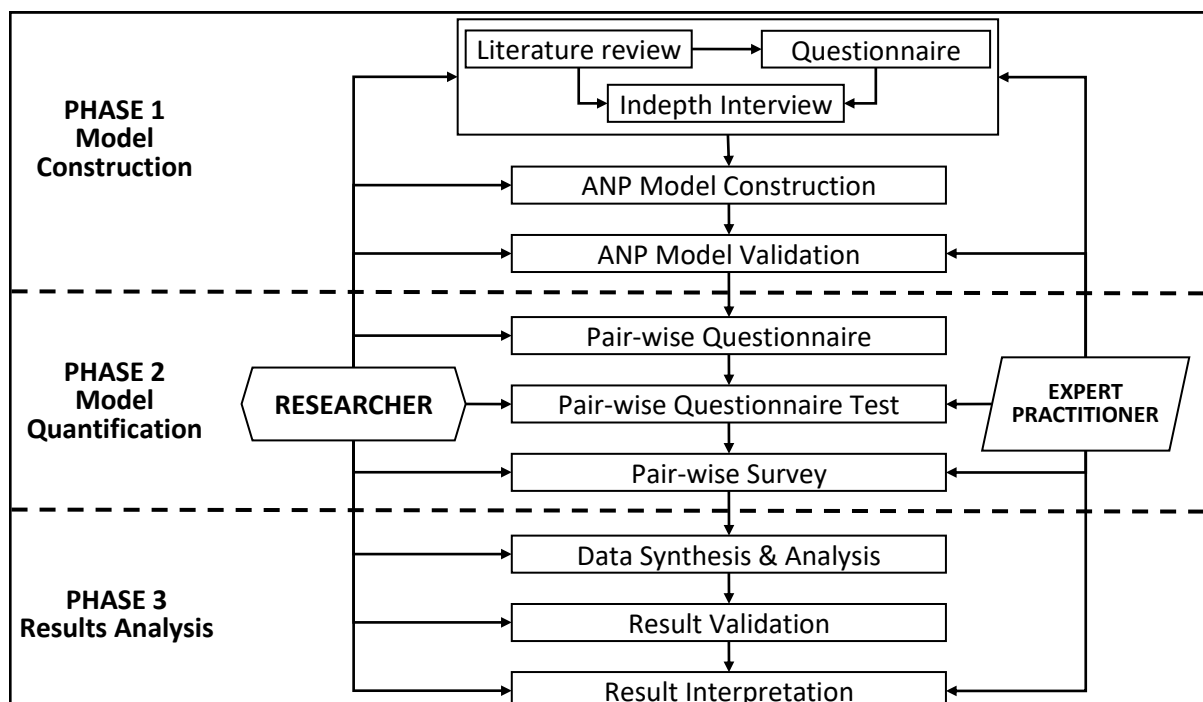 Literature review
Questionnaire
Indepth Interview
PHASE 1
Model
Construction
ANP Model Construction
ANP Model Validation
Pair-wise Questionnaire
PHASE 2
Model
Quantification
RESEARCHER
Pair-wise Questionnaire Test
EXPERT
PRACTITIONER
Pair-wise Survey
Data Synthesis & Analysis
PHASE 3
Results Analysis
Result Validation
Result Interpretation